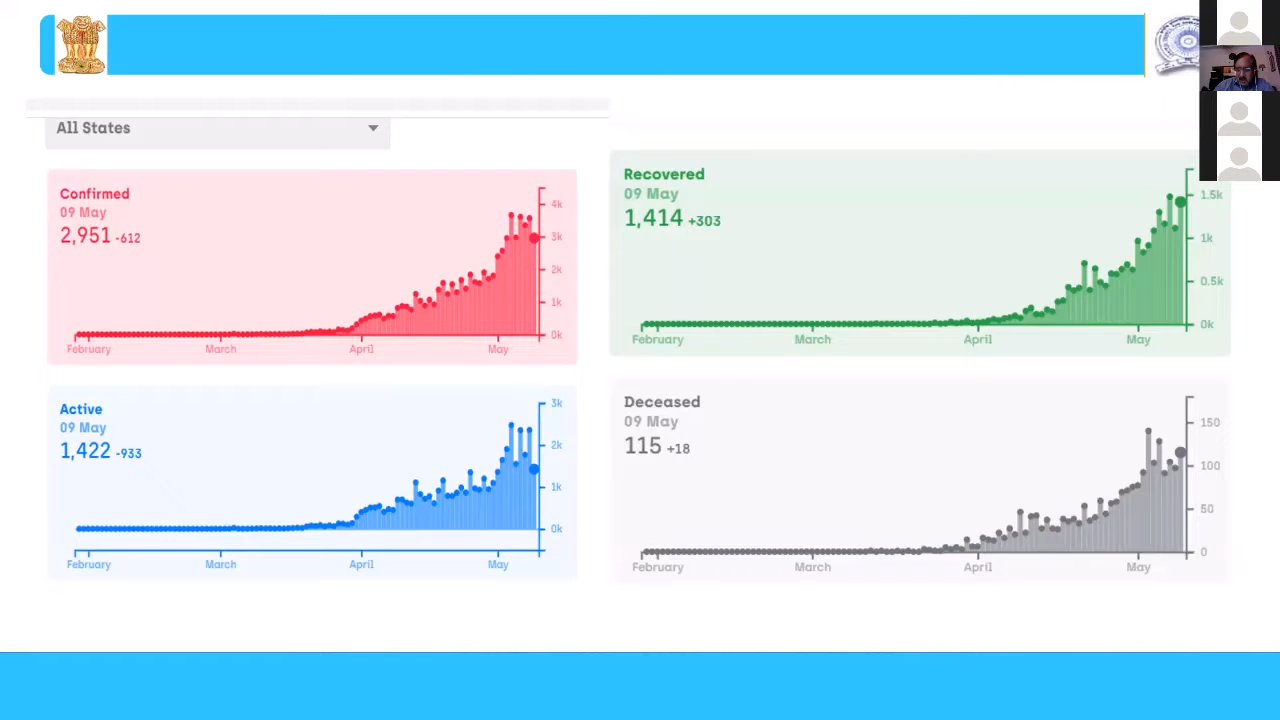 All States
Confirmed
09 May
2,951 -612
4k
3k
2k
1k
0k
February March April May
Recovered
09 May
1,414 +303
1.5k
1k
0.5k
0k
February March April May
Active
09 May
1,422 -933
3k
2k
1k
0k
February March April May
Deceased
09 May
115 +18
150
100
50
0
February March April May